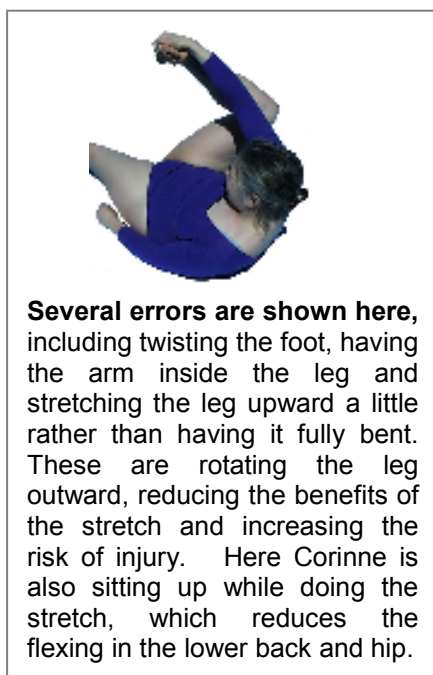 Several errors are shown here,
including twisting the foot, having
the arm inside the leg and
stretching the leg upward a little
rather than having it fully bent.
These are rotating the leg
outward, reducing the benefits of
the stretch and increasing the
risk of injury. Here Corinne is
also sitting up while doing the
stretch, which reduces the
flexing in the lower back and hip.